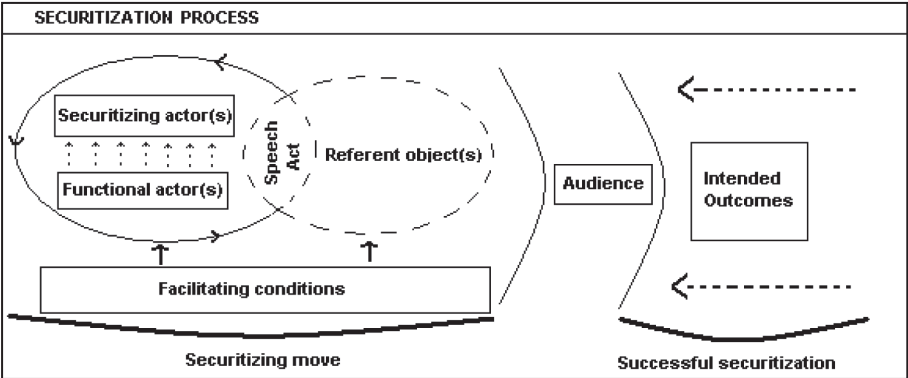 SECURITIZATION PROCESS
Securitizing actor(s)
Functional actor(s)
Speech
Act
Referent object(s)
Audience
Intended
Outcomes
Facilitating conditions
Securitizing move
Successful securitization